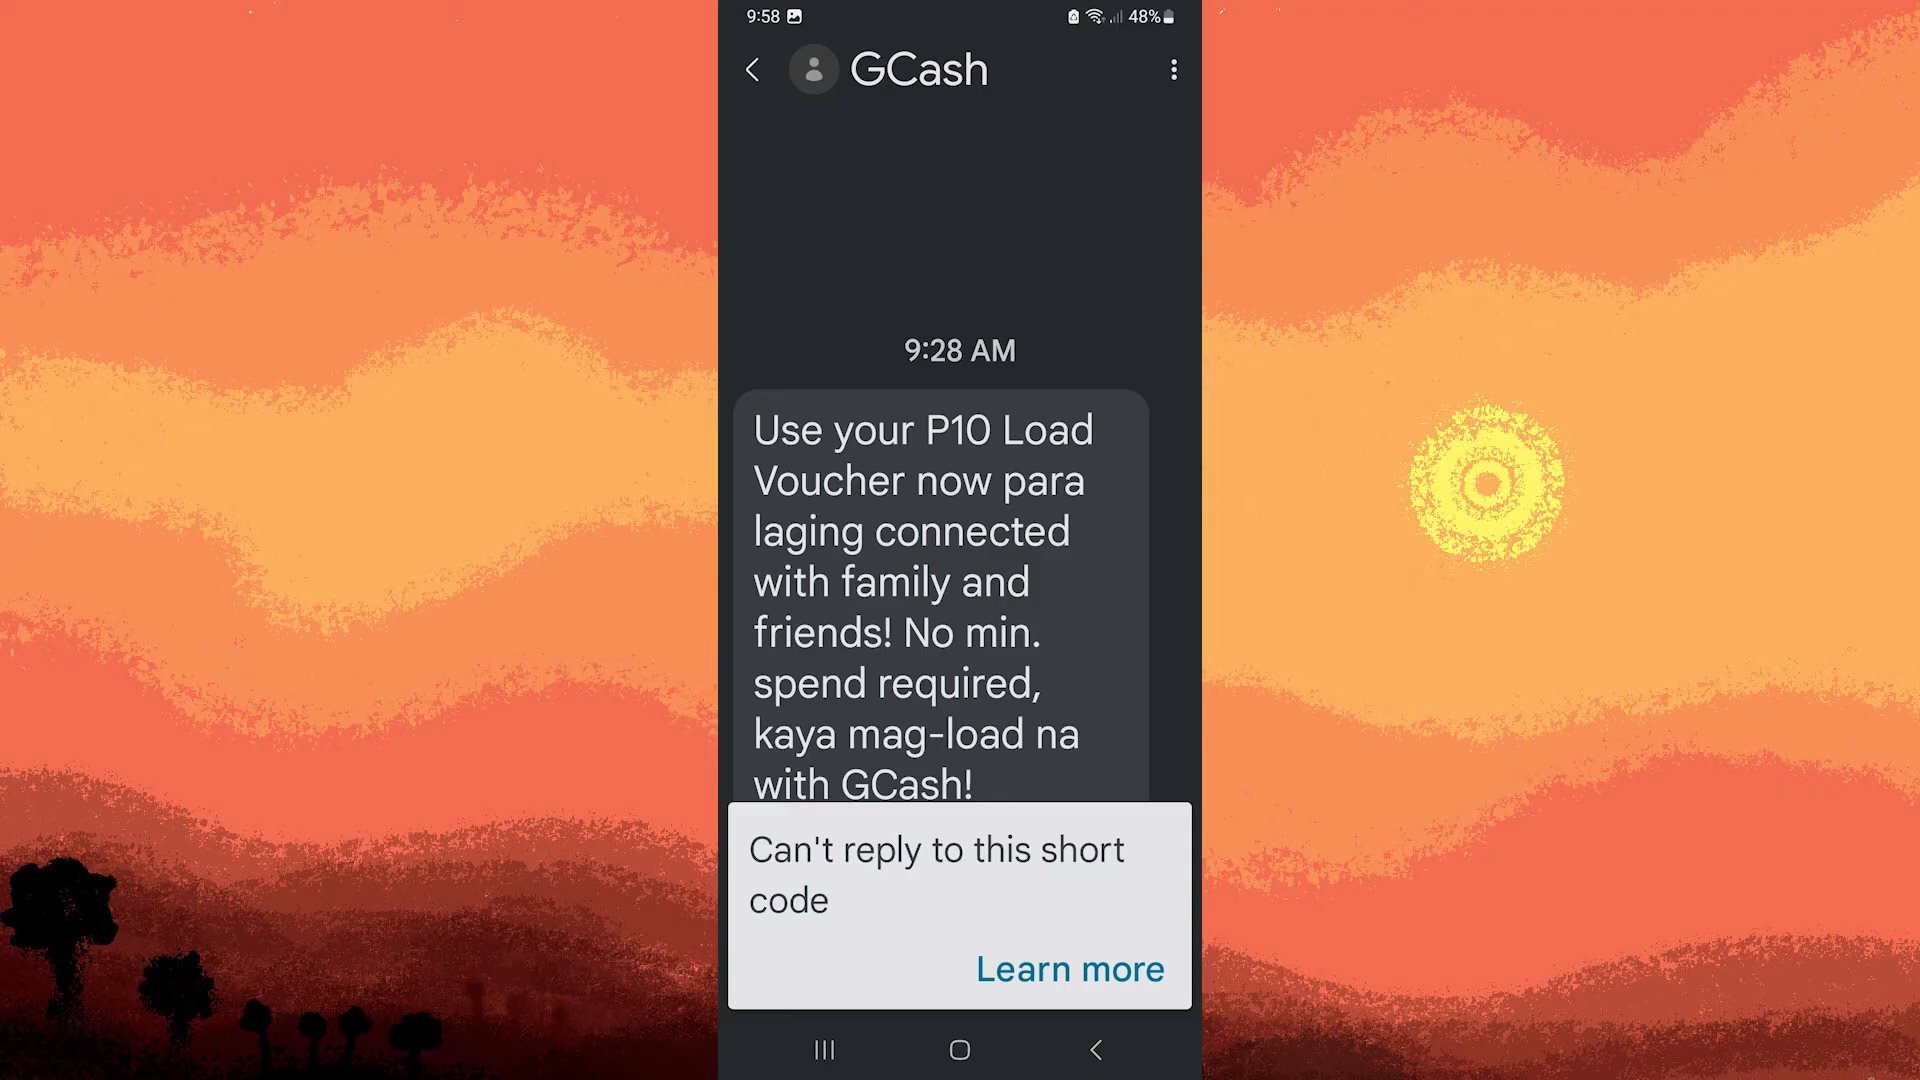 9:58
48%
GCash
9:28 AM
Use your P10 Load
Voucher now para
laging connected
with family and
friends! No min.
spend required,
kaya mag-load na
with GCash!
Can't reply to this short
code
Learn more